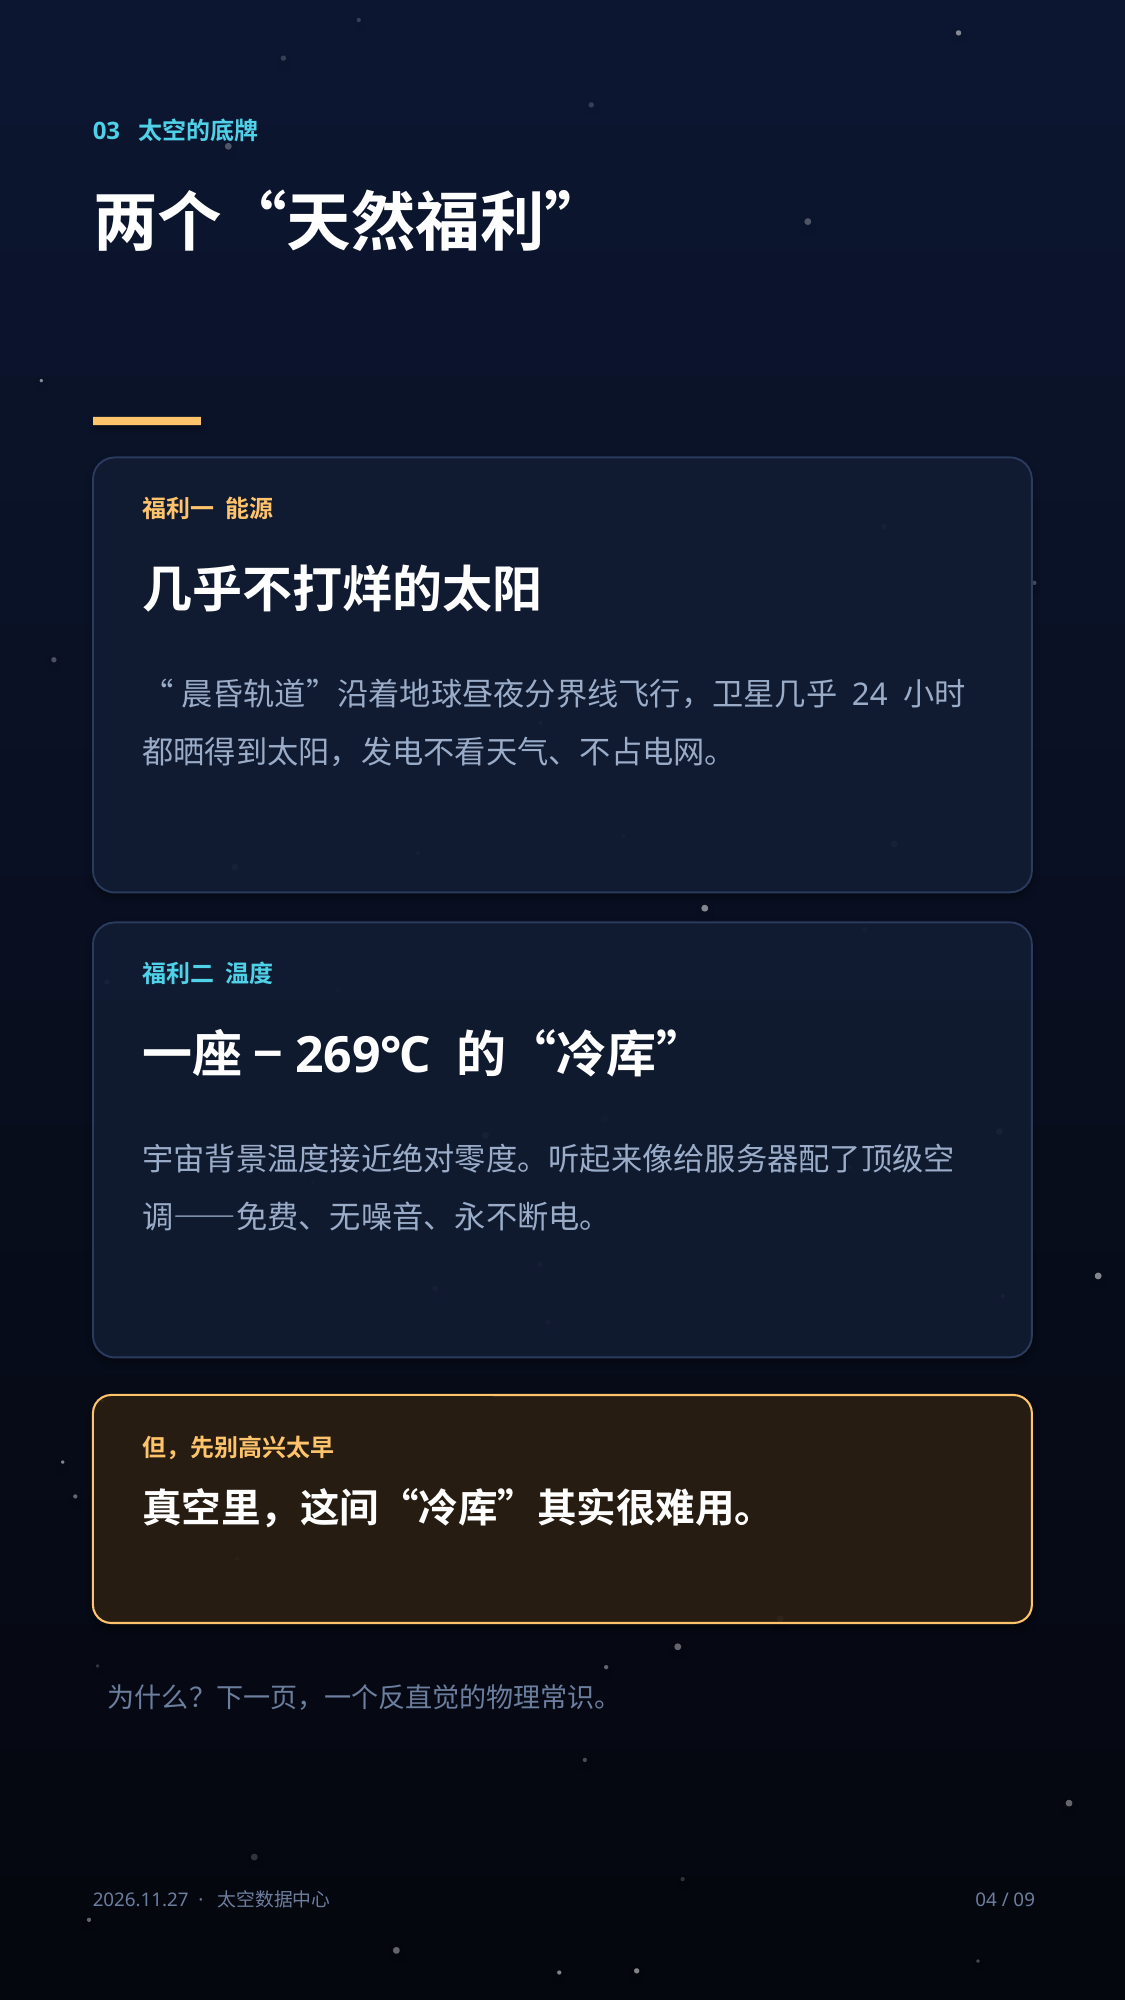 03 太空的底牌
两个“天然福利”
福利一 能源
几乎不打烊的太阳
“晨昏轨道”沿着地球昼夜分界线飞行，卫星几乎 24 小时
都晒得到太阳，发电不看天气、不占电网。
福利二 温度
一座 −269℃ 的“冷库”
宇宙背景温度接近绝对零度。听起来像给服务器配了顶级空
调——免费、无噪音、永不断电。
但，先别高兴太早
真空里，这间“冷库”其实很难用。
为什么？下一页，一个反直觉的物理常识。
2026.11.27 · 太空数据中心
04 / 09